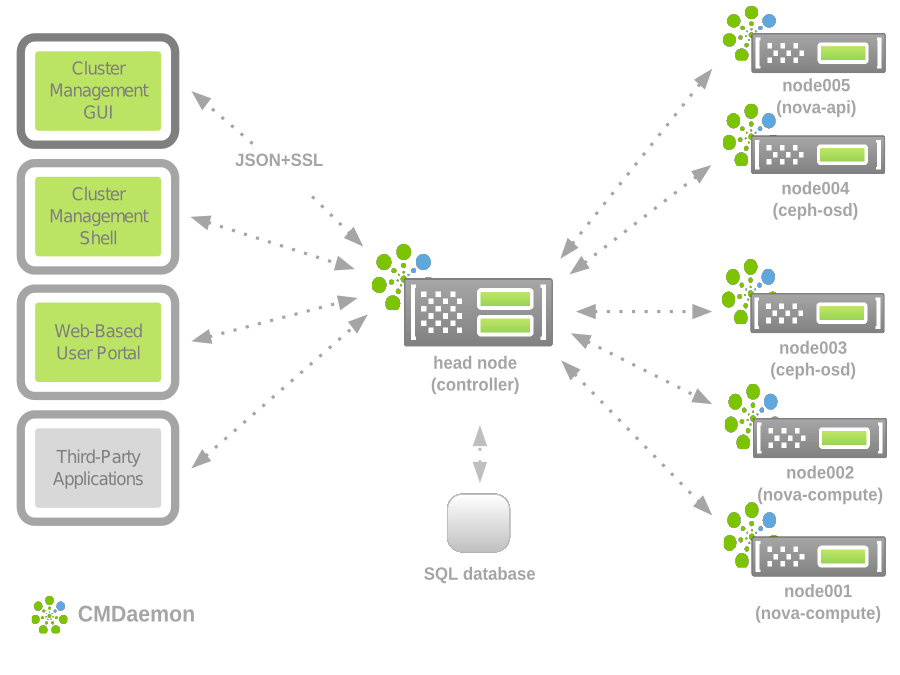 Cluster
Management
GUI
Cluster
Management
Shell
Web-Based
User Portal
Third-Party
Applications
JSON+SSL
head node
(controller)
SQL database
node005
(nova-api)
node004
(ceph-osd)
node003
(ceph-osd)
node002
(nova-compute)
node001
(nova-compute)
CMDaemon